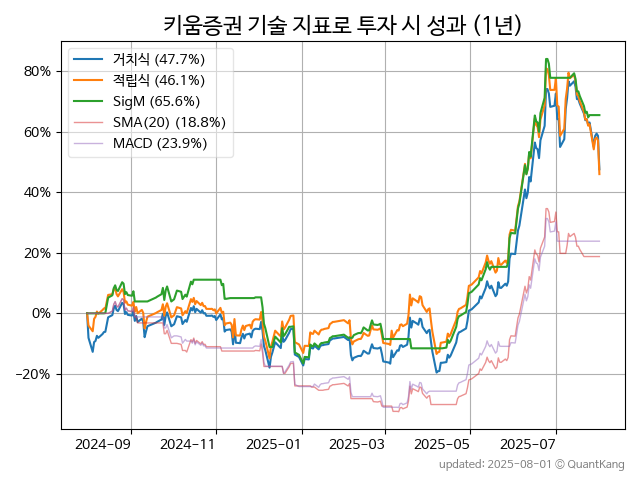 키움증권 기술 지표로 투자 시 성과 (1년)
거치식 (47.7%)
적립식 (46.1%)
SigM (65.6%)
SMA(20) (18.8%)
MACD (23.9%)
80%
60%
40%
20%
0%
−20%
2024−09 2024−11 2025−01 2025−03 2025−05 2025−07
updated: 2025-08-01 © QuantKang